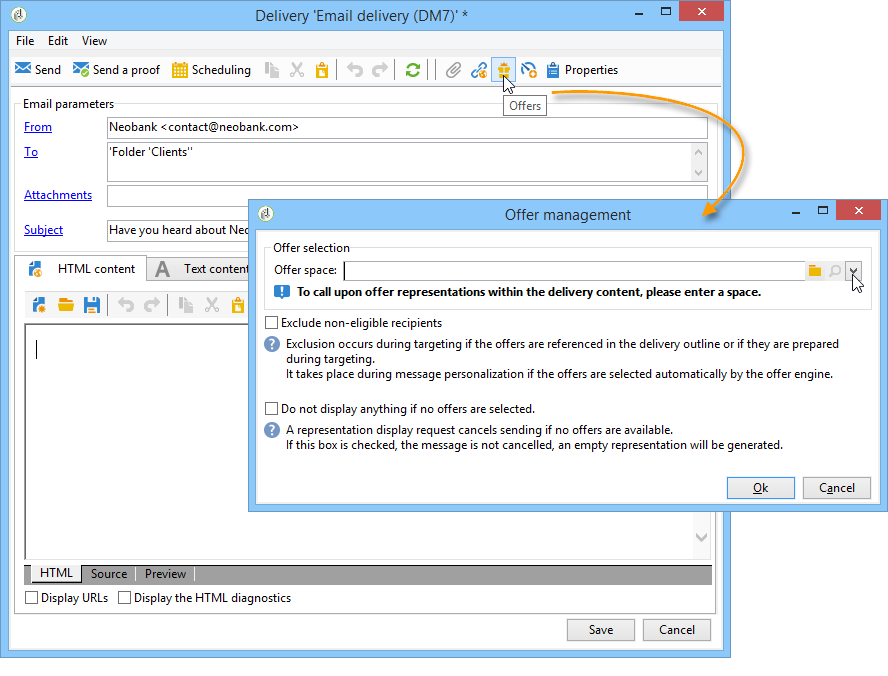 Delivery 'Email delivery (DM7)' *
File Edit View
Send Send a proof Scheduling Properties
Offers
Email parameters
From Neobank <contact@neobank.com>
To 'Folder 'Clients''
Attachments
Subject Have you heard about
HTML content Text content
Offer management
Offer selection
Offer space:
To call upon offer representations within the delivery content, please enter a space.
Exclude non-eligible recipients
Exclusion occurs during targeting if the offers are referenced in the delivery outline or if they are prepared
during targeting.
It takes place during message personalization if the offers are selected automatically by the offer engine.
Do not display anything if no offers are selected.
A representation display request cancels sending if no offers are available.
If this box is checked, the message is not cancelled, an empty representation will be generated.
Ok Cancel
HTML Source Preview
Display URLs Display the HTML diagnostics
Save Cancel